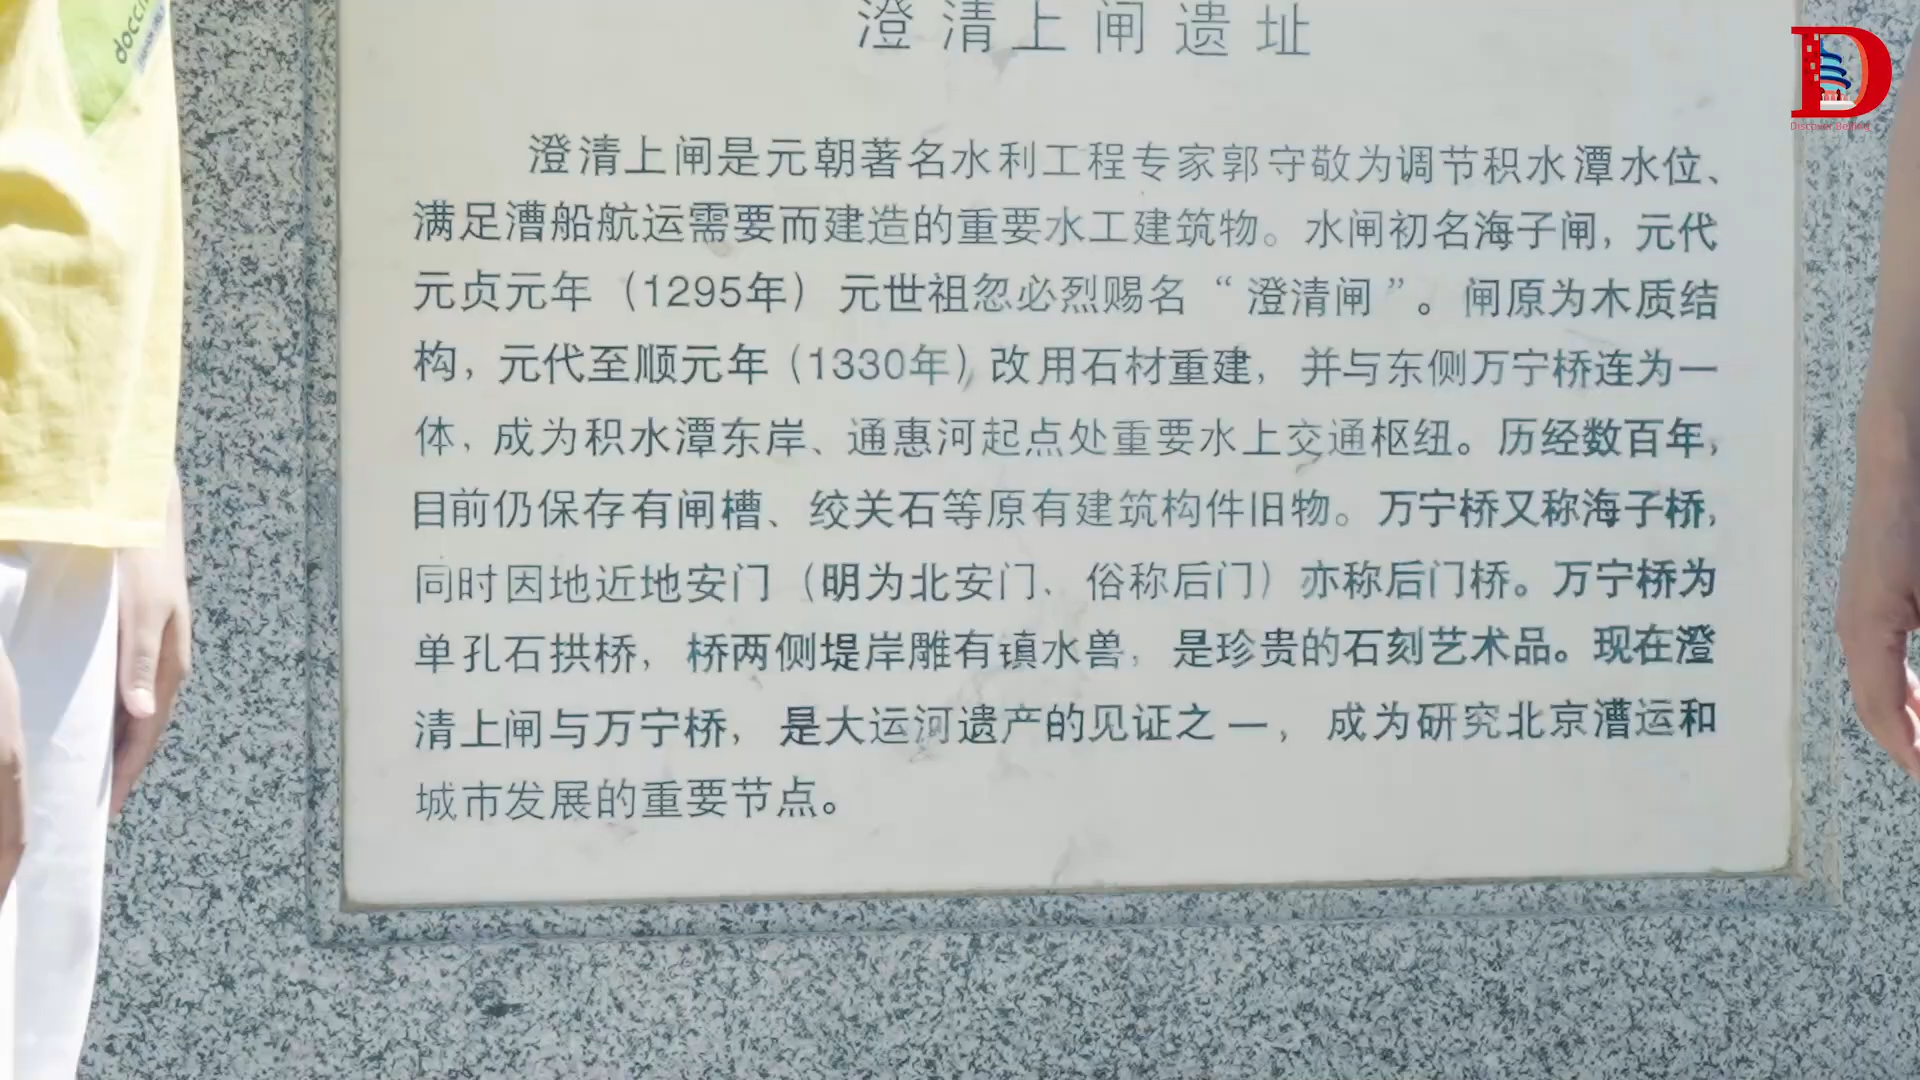 澄清上闸遗址
澄清上闸是元朝著名水利工程专家郭守敬为调节积水潭水位、
满足漕船航运需要而建造的重要水工建筑物。水闸初名海子闸，元代
元贞元年（1295年）元世祖忽必烈赐名“澄清闸”。闸原为木质结
构，元代至顺元年（1330年）改用石材重建，并与东侧万宁桥连为一
体，成为积水潭东岸、通惠河起点处重要水上交通枢纽。历经数百年，
目前仍保存有闸槽、绞关石等原有建筑构件旧物。万宁桥又称海子桥，
同时因地近地安门（明为北安门、俗称后门）亦称后门桥。万宁桥为
单孔石拱桥，桥两侧堤岸雕有镇水兽，是珍贵的石刻艺术品。现在澄
清上闸与万宁桥，是大运河遗产的见证之一，成为研究北京漕运和
城市发展的重要节点。
D
Discover Beijing